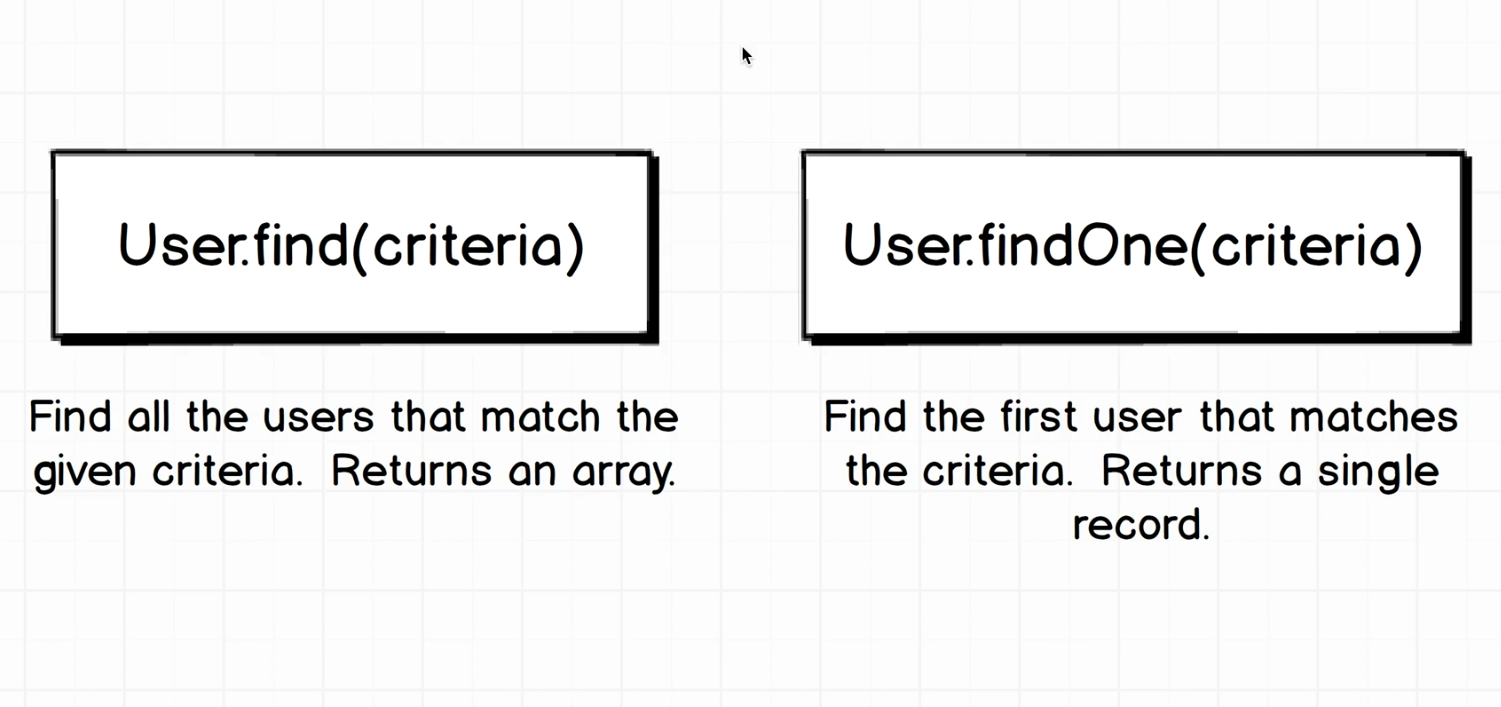 User.find(criteria)
Find all the users that match the
given criteria.  Returns an array.
User.findOne(criteria)
Find the first user that matches
the criteria.  Returns a single
record.